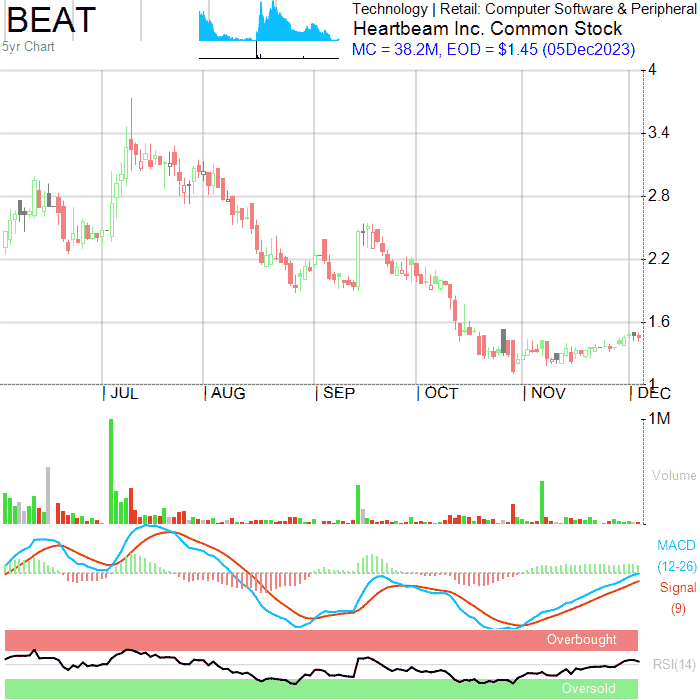 BEAT
5yr Chart
Technology | Retail: Computer Software & Peripheral
Heartbeam Inc. Common Stock
MC = 38.2M, EOD = $1.45 (05Dec2023)
4
3.4
2.8
2.2
1.6
1
| JUL | AUG | SEP | OCT | NOV | DEC
1M
Volume
MACD
(12-26)
Signal
(9)
Overbought
RSI(14)
Oversold